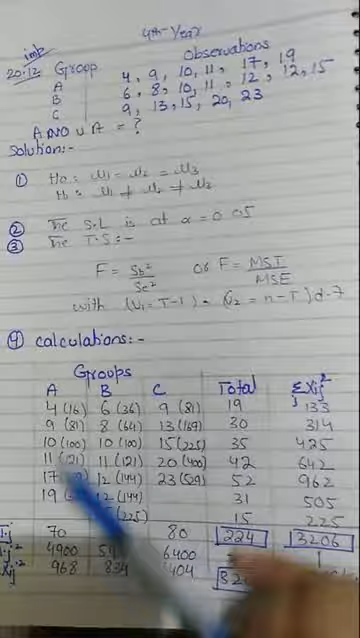 4th-Year
imp
Observations
20.12 Group
A 4, 9, 10, 11, 17, 19
B 6, 8, 10, 11, 12, 12, 15
C 9, 13, 15, 20, 23
ANOVA = ?
Solution:-
① H₀ : μ₁ = μ₂ = μ₃
H₁ : μ₁ ≠ μ₂ ≠ μ₃
② The S.L is at α = 0.05
③ The T.S:-
F = Sb²/Se² or F = MST/MSE
with (V₁ = T-1) (V₂ = n-T) d.f
④ calculations:-
Groups
A B C Total ΣXij²
4 (16) 6 (36) 9 (81) 19 133
9 (81) 8 (64) 13 (169) 30 314
10 (100) 10 (100) 15 (225) 35 425
11 (121) 11 (121) 20 (400) 42 642
17 12 (144) 23 (529) 52 962
19 12 (144) 31 505
(225) 15 225
70 80 224 3206
4900 6400
968 834